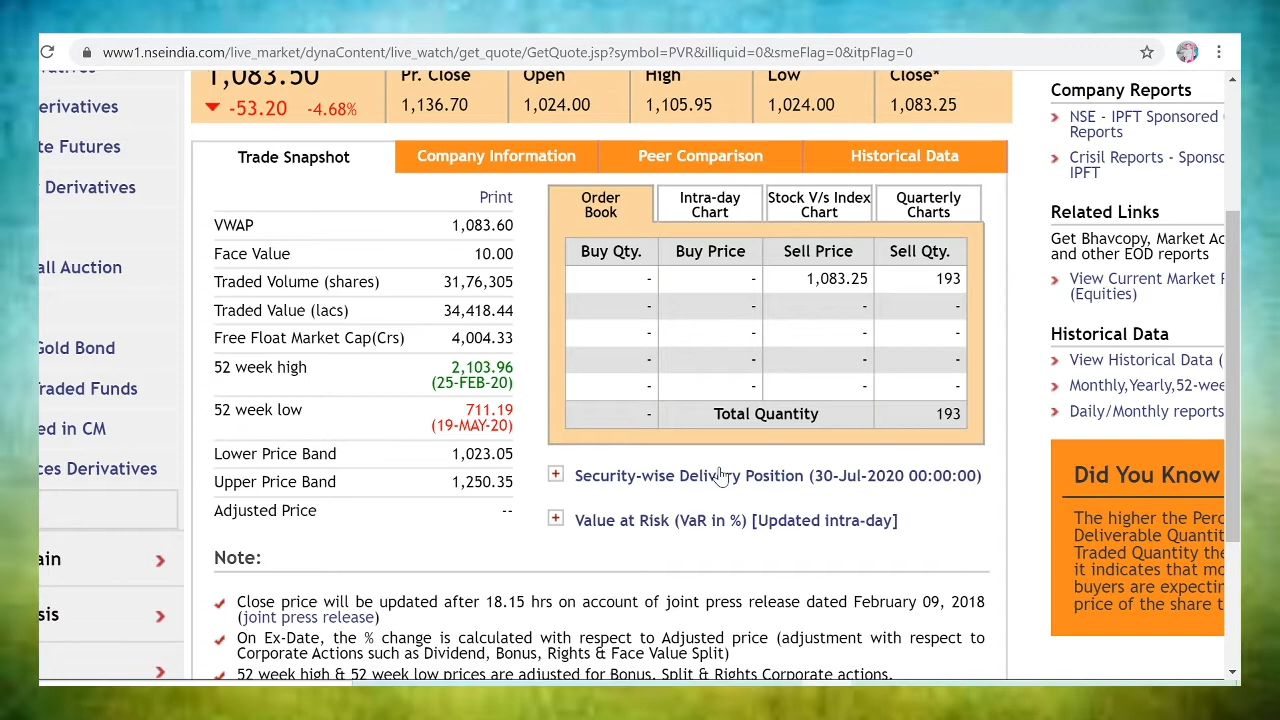 www1.nseindia.com/live_market/dynaContent/live_watch/get_quote/GetQuote.jsp?symbol=PVR&illiquid=0&smeFlag=0&itpFlag=0
1,083.50
-53.20 -4.68%
Pr. Close
1,136.70
Open
1,024.00
High
1,105.95
Low
1,024.00
Close*
1,083.25
erivatives
te Futures
Derivatives
all Auction
Gold Bond
raded Funds
ed in CM
ces Derivatives
ain
sis
Trade Snapshot
Company Information
Peer Comparison
Historical Data
Print
VWAP 1,083.60
Face Value 10.00
Traded Volume (shares) 31,76,305
Traded Value (lacs) 34,418.44
Free Float Market Cap(Crs) 4,004.33
52 week high 2,103.96
(25-FEB-20)
52 week low 711.19
(19-MAY-20)
Lower Price Band 1,023.05
Upper Price Band 1,250.35
Adjusted Price --
Order
Book
Intra-day
Chart
Stock V/s Index
Chart
Quarterly
Charts
Buy Qty. Buy Price Sell Price Sell Qty.
- - 1,083.25 193
- - - -
- - - -
- - - -
- - - -
- Total Quantity 193
Security-wise Delivery Position (30-Jul-2020 00:00:00)
Value at Risk (VaR in %) [Updated intra-day]
Note:
Close price will be updated after 18.15 hrs on account of joint press release dated February 09, 2018
(joint press release)
On Ex-Date, the % change is calculated with respect to Adjusted price (adjustment with respect to
Corporate Actions such as Dividend, Bonus, Rights & Face Value Split)
52 week high & 52 week low prices are adjusted for Bonus, Split & Rights Corporate actions.
Company Reports
NSE - IPFT Sponsored
Reports
Crisil Reports - Sponso
IPFT
Related Links
Get Bhavcopy, Market Ac
and other EOD reports
View Current Market
(Equities)
Historical Data
View Historical Data (
Monthly,Yearly,52-wee
Daily/Monthly reports
Did You Know
The higher the Perc
Deliverable Quantit
Traded Quantity the
it indicates that mo
buyers are expectin
price of the share t